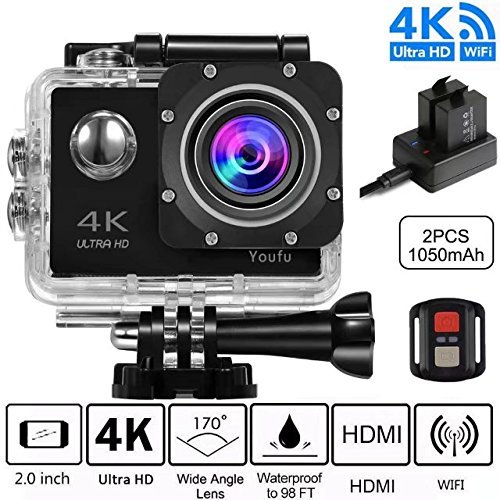 4K
Ultra HD
WiFi
4K
ULTRA HD
Youfu
2PCS
1050mAh
2.0 inch
4K
Ultra HD
170°
Wide Angle
Lens
Waterproof
to 98 FT
HDMI
HDMI
WIFI